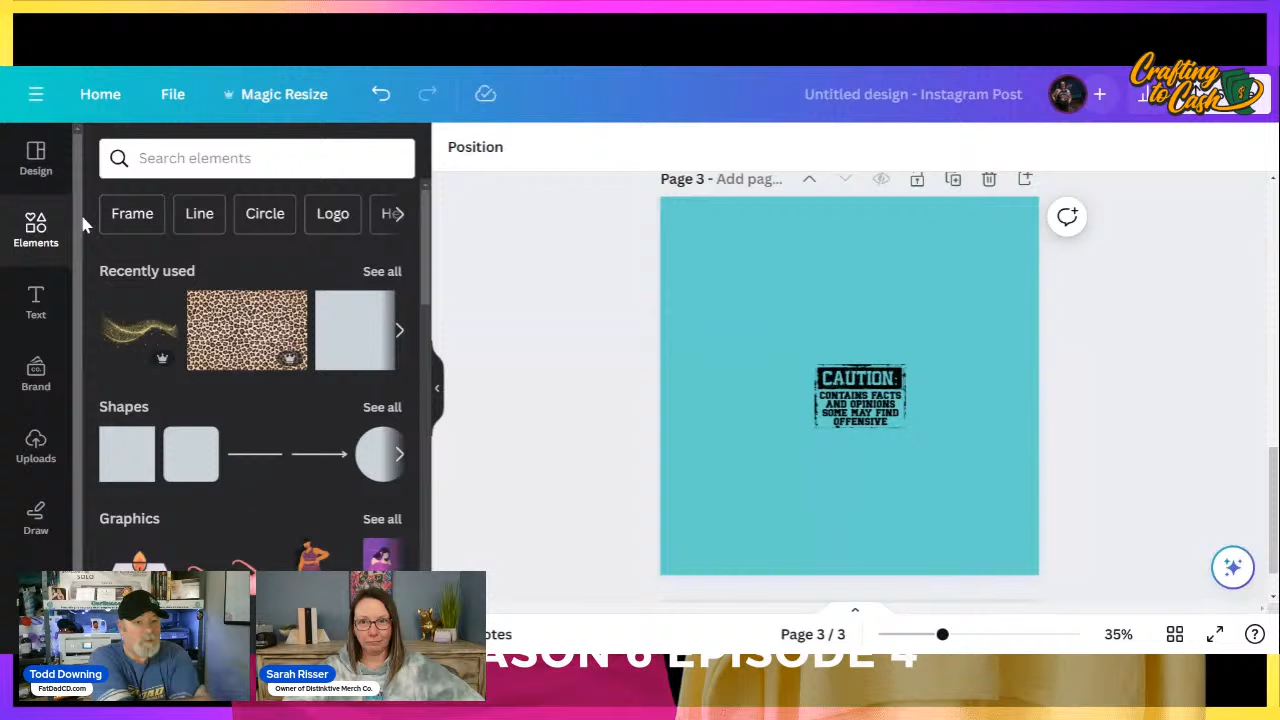 Crafting
to Cash
Home File Magic Resize Untitled design - Instagram Post
Design
Elements
Text
Brand
CO.
Uploads
Draw
Search elements
Frame Line Circle Logo
Recently used See all
Shapes See all
Graphics See all
Position
Page 3 - Add pag...
CAUTION:
CONTAINS FACTS
AND OPINIONS
SOME MAY FIND
OFFENSIVE
Page 3 / 3 35%
EPISODE 4
Todd Downing
FatDadCD.com
Sarah Risser
Owner of Distinktive Merch Co.